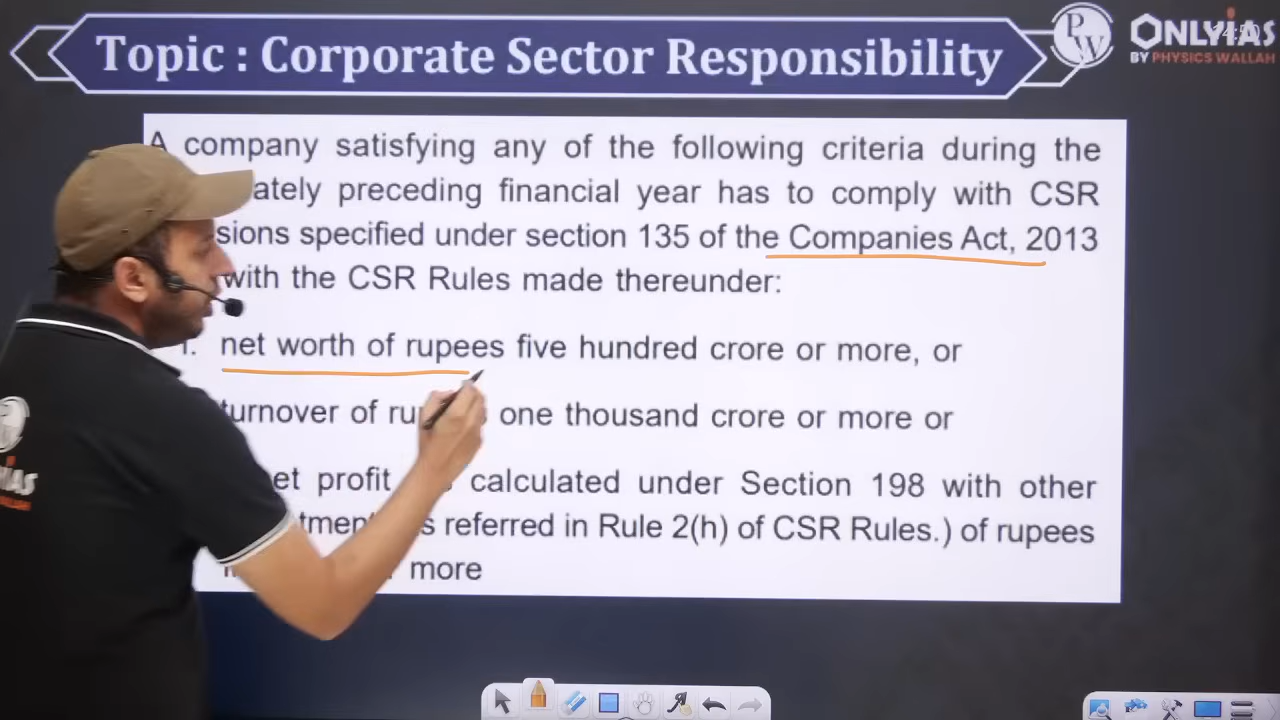 Topic : Corporate Sector Responsibility
PW
ONLYIAS
BY PHYSICS WALLAH
A company satisfying any of the following criteria during the
ately preceding financial year has to comply with CSR
sions specified under section 135 of the Companies Act, 2013
with the CSR Rules made thereunder:
net worth of rupees five hundred crore or more, or
turnover of ru one thousand crore or more or
et profit calculated under Section 198 with other
tment s referred in Rule 2(h) of CSR Rules.) of rupees
more